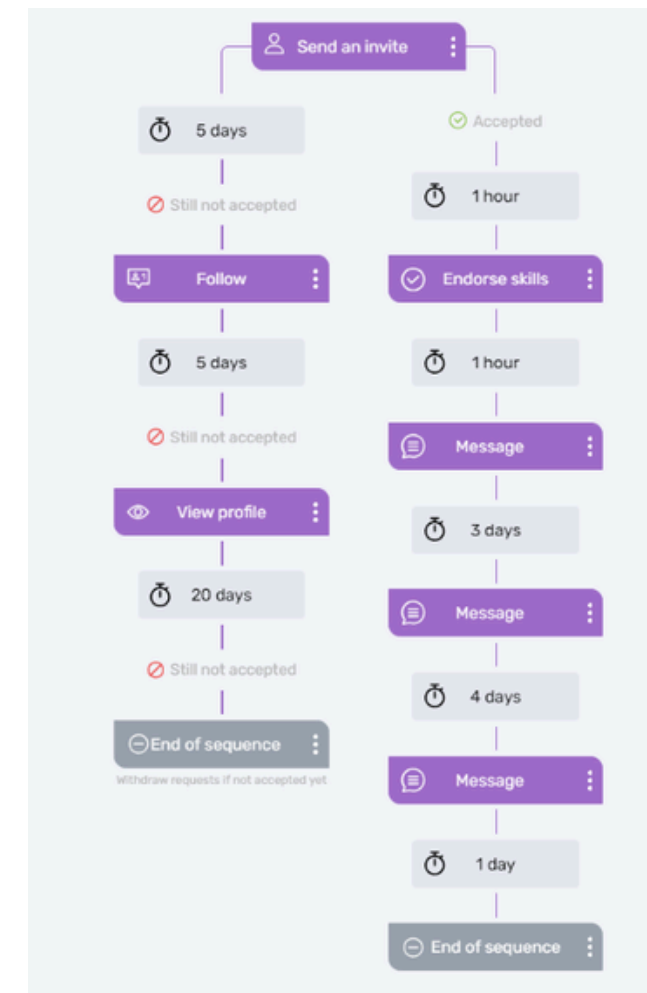 Send an invite
5 days
Still not accepted
Follow
5 days
Still not accepted
View profile
20 days
Still not accepted
End of sequence
Withdraw requests if not accepted yet
Accepted
1 hour
Endorse skills
1 hour
Message
3 days
Message
4 days
Message
1 day
End of sequence